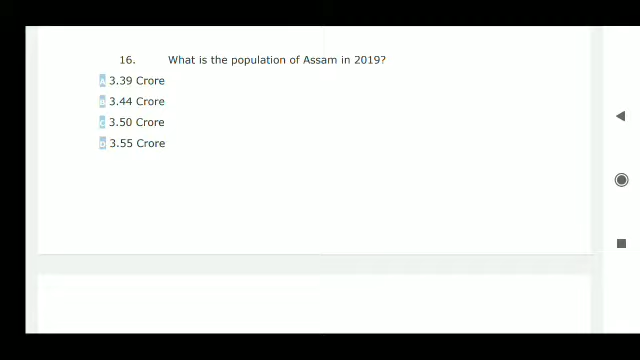 16. What is the population of Assam in 2019?
A 3.39 Crore
B 3.44 Crore
C 3.50 Crore
D 3.55 Crore